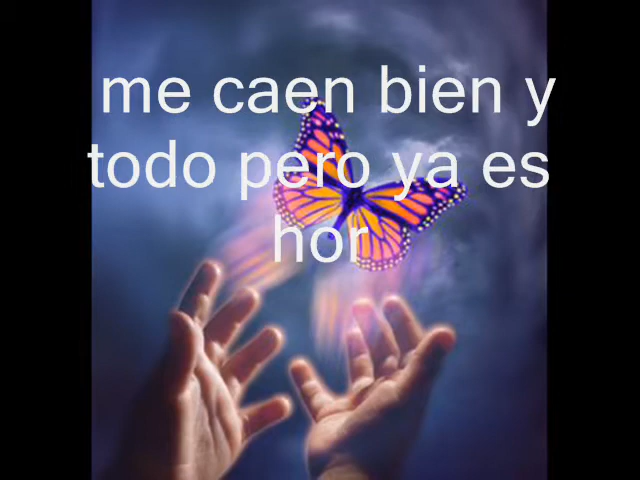 me caen bien y
todo pero ya es
hor